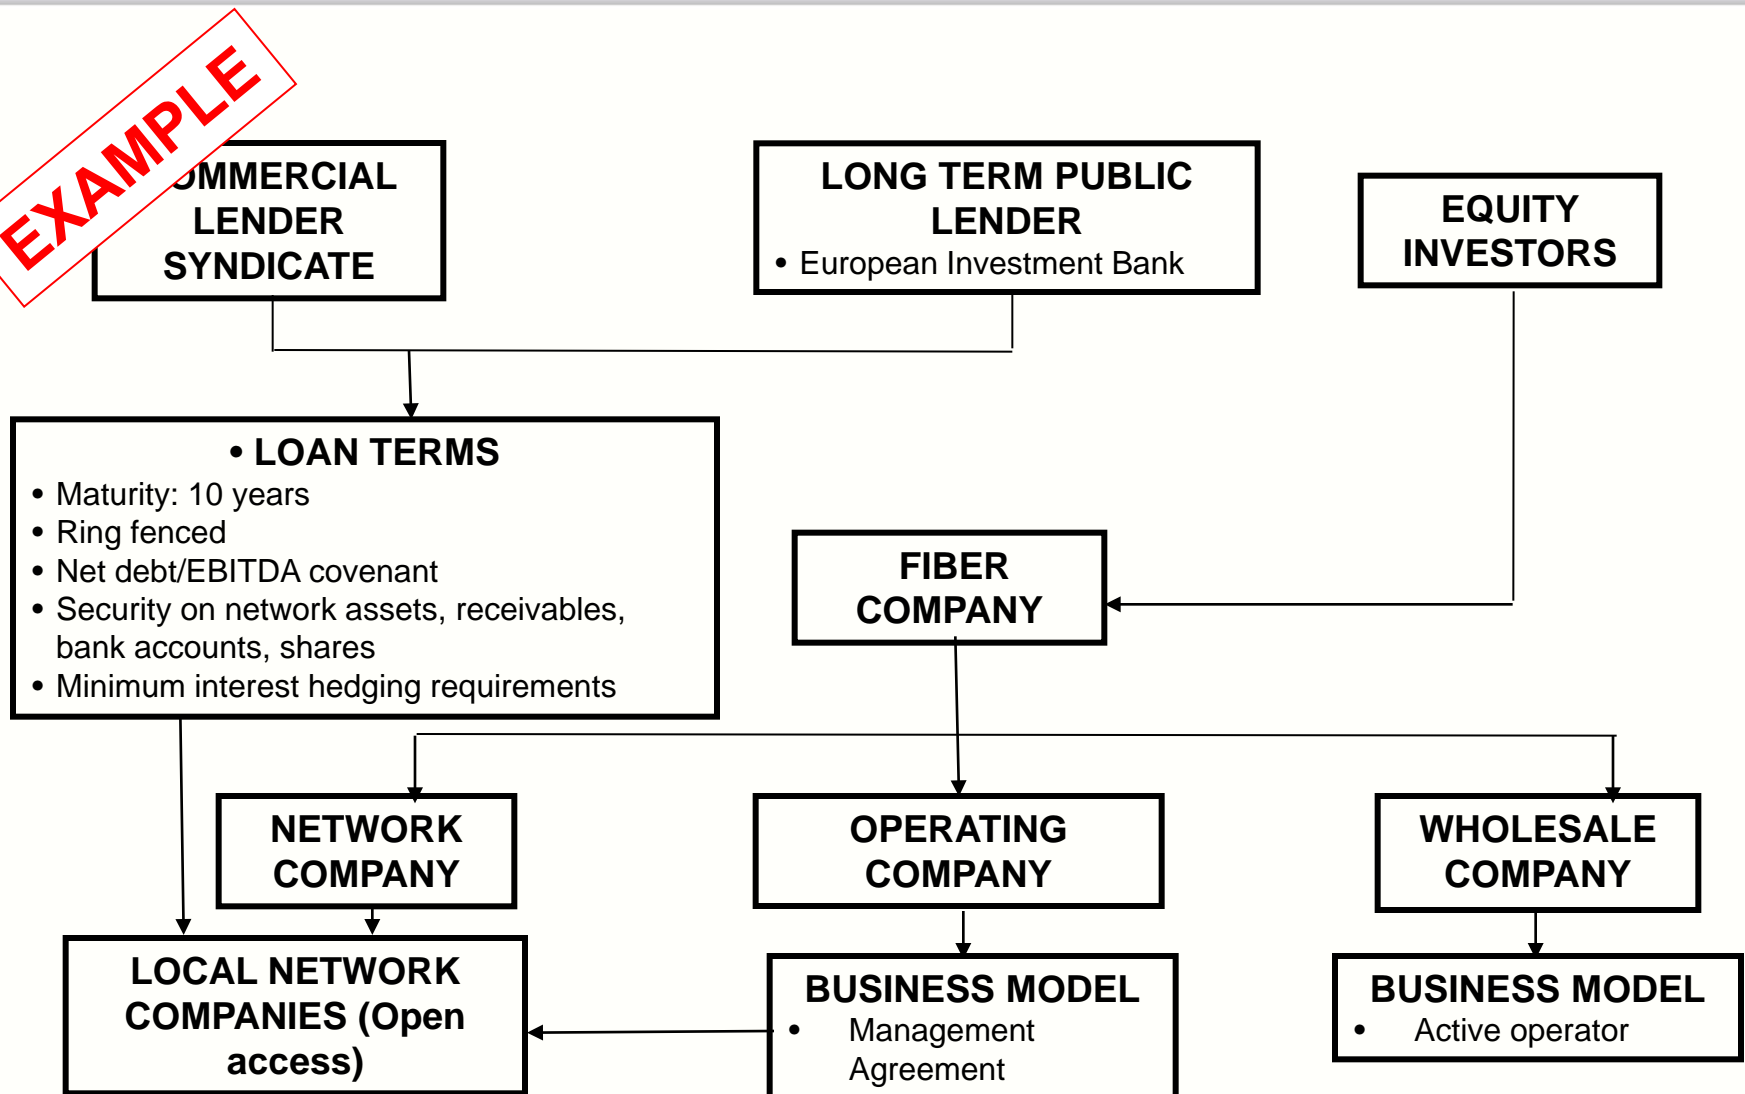 EXAMPLE
OMMERCIAL
LENDER
SYNDICATE
LONG TERM PUBLIC
LENDER
• European Investment Bank
EQUITY
INVESTORS
• LOAN TERMS
• Maturity: 10 years
• Ring fenced
• Net debt/EBITDA covenant
• Security on network assets, receivables,
bank accounts, shares
• Minimum interest hedging requirements
FIBER
COMPANY
NETWORK
COMPANY
OPERATING
COMPANY
WHOLESALE
COMPANY
LOCAL NETWORK
COMPANIES (Open
access)
BUSINESS MODEL
• Management
Agreement
BUSINESS MODEL
• Active operator